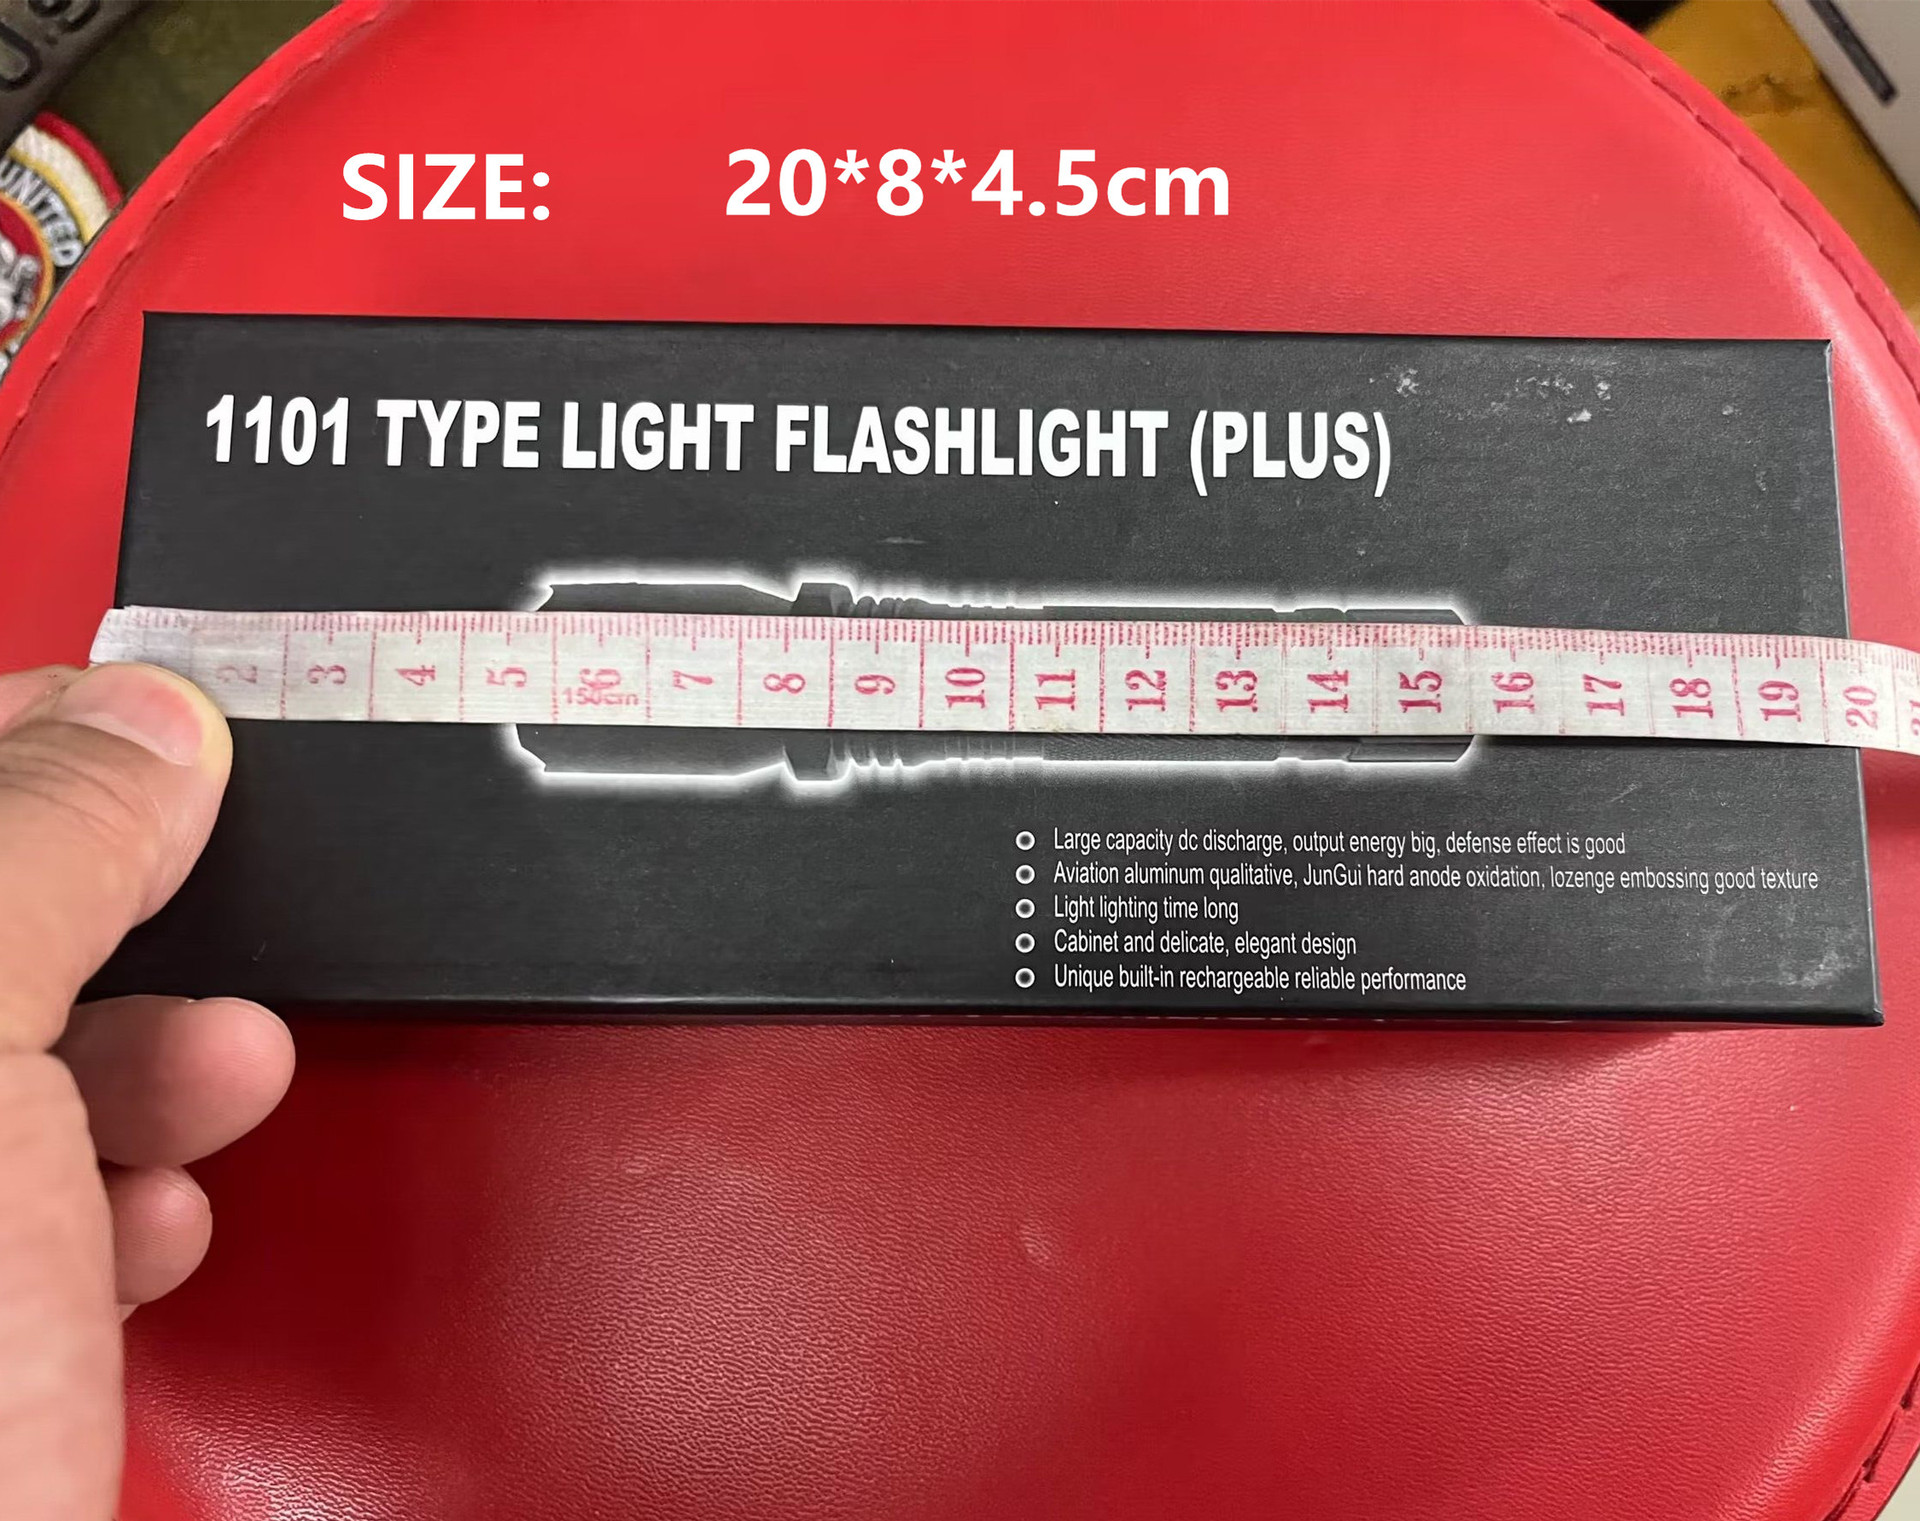 U.S
UNITED
SIZE: 20*8*4.5cm
1101 TYPE LIGHT FLASHLIGHT (PLUS)
2 3 4 5 6 7 8 9 10 11 12 13 14 15 16 17 18 19 20 21
150cm
Large capacity dc discharge, output energy big, defense effect is good
Aviation aluminum qualitative, JunGui hard anode oxidation, lozenge embossing good texture
Light lighting time long
Cabinet and delicate, elegant design
Unique built-in rechargeable reliable performance